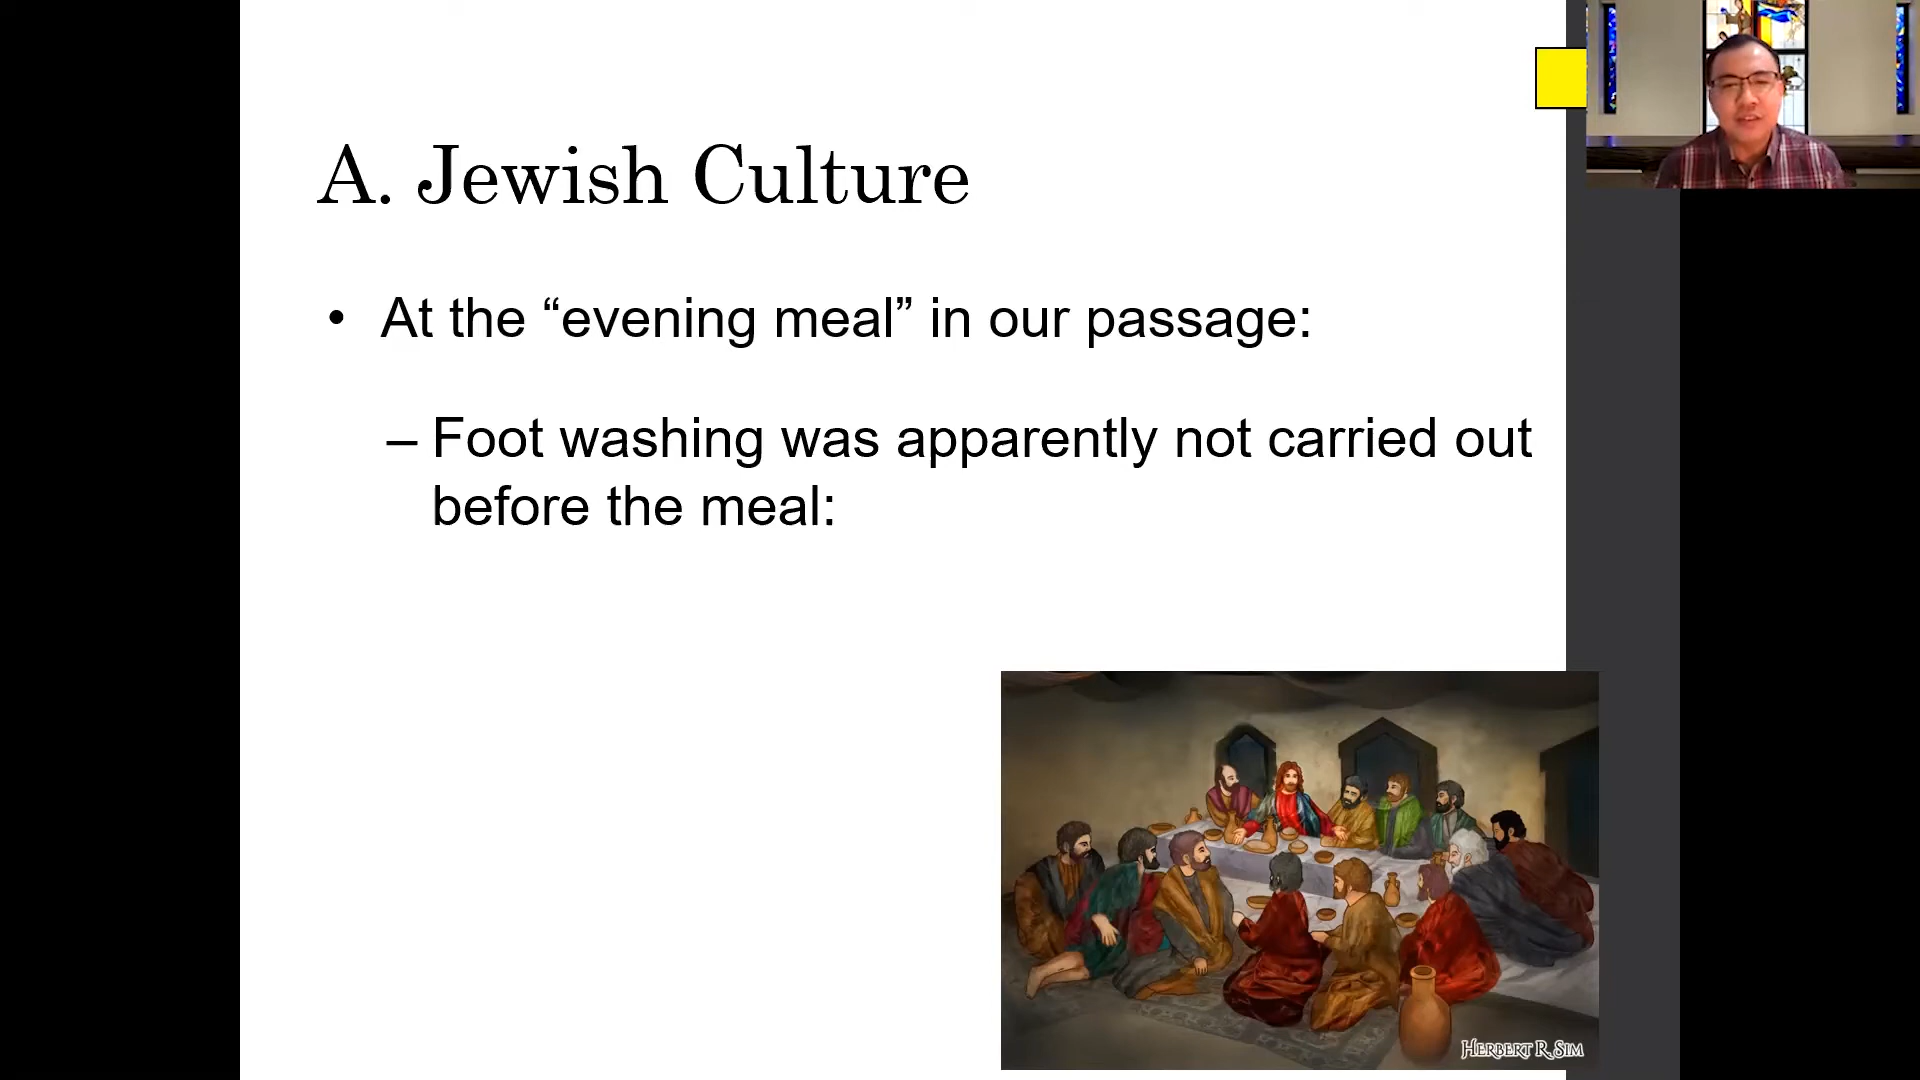 A. Jewish Culture
• At the “evening meal” in our passage:
– Foot washing was apparently not carried out
before the meal:
HERBERT R. SIM